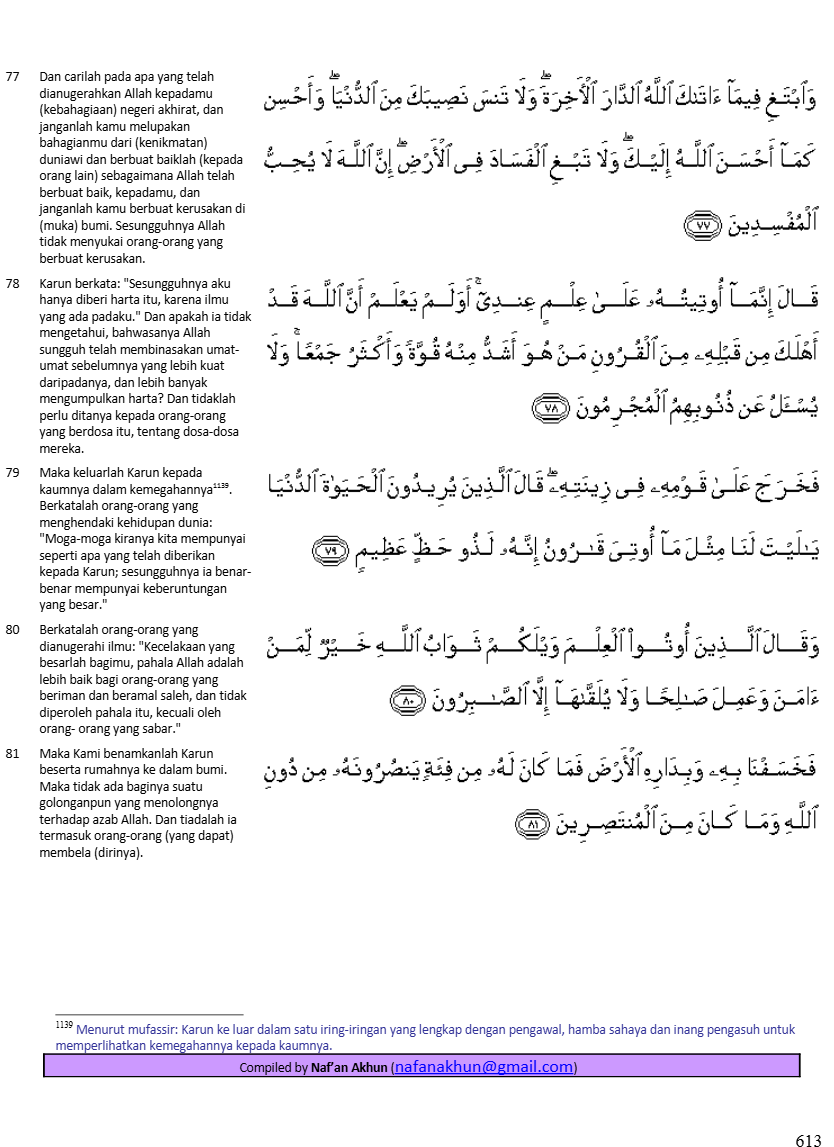 77 Dan carilah pada apa yang telah
dianugerahkan Allah kepadamu
(kebahagiaan) negeri akhirat, dan
janganlah kamu melupakan
bahagianmu dari (kenikmatan)
duniawi dan berbuat baiklah (kepada
orang lain) sebagaimana Allah telah
berbuat baik, kepadamu, dan
janganlah kamu berbuat kerusakan di
(muka) bumi. Sesungguhnya Allah
tidak menyukai orang-orang yang
berbuat kerusakan.
وَٱبْتَغِ فِيمَآ ءَاتَىٰكَ ٱللَّهُ ٱلدَّارَ ٱلْأَخِرَةَ ۖ وَلَا تَنسَ نَصِيبَكَ مِنَ ٱلدُّنْيَا ۖ وَأَحْسِن
كَمَآ أَحْسَنَ ٱللَّهُ إِلَيْكَ ۖ وَلَا تَبْغِ ٱلْفَسَادَ فِى ٱلْأَرْضِ ۖ إِنَّ ٱللَّهَ لَا يُحِبُّ
ٱلْمُفْسِدِينَ ٧٧
78 Karun berkata: "Sesungguhnya aku
hanya diberi harta itu, karena ilmu
yang ada padaku." Dan apakah ia tidak
mengetahui, bahwasanya Allah
sungguh telah membinasakan umat-
umat sebelumnya yang lebih kuat
daripadanya, dan lebih banyak
mengumpulkan harta? Dan tidaklah
perlu ditanya kepada orang-orang
yang berdosa itu, tentang dosa-dosa
mereka.
قَالَ إِنَّمَآ أُوتِيتُهُۥ عَلَىٰ عِلْمٍ عِندِىٓ ۚ أَوَلَمْ يَعْلَمْ أَنَّ ٱللَّهَ قَدْ
أَهْلَكَ مِن قَبْلِهِۦ مِنَ ٱلْقُرُونِ مَنْ هُوَ أَشَدُّ مِنْهُ قُوَّةً وَأَكْثَرُ جَمْعًا ۚ وَلَا
يُسْـَٔلُ عَن ذُنُوبِهِمُ ٱلْمُجْرِمُونَ ٧٨
79 Maka keluarlah Karun kepada
kaumnya dalam kemegahannya¹¹³⁹.
Berkatalah orang-orang yang
menghendaki kehidupan dunia:
"Moga-moga kiranya kita mempunyai
seperti apa yang telah diberikan
kepada Karun; sesungguhnya ia benar-
benar mempunyai keberuntungan
yang besar."
فَخَرَجَ عَلَىٰ قَوْمِهِۦ فِى زِينَتِهِۦ ۖ قَالَ ٱلَّذِينَ يُرِيدُونَ ٱلْحَيَوٰةَ ٱلدُّنْيَا
يَـٰلَيْتَ لَنَا مِثْلَ مَآ أُوتِىَ قَـٰرُونُ إِنَّهُۥ لَذُو حَظٍّ عَظِيمٍ ٧٩
80 Berkatalah orang-orang yang
dianugerahi ilmu: "Kecelakaan yang
besarlah bagimu, pahala Allah adalah
lebih baik bagi orang-orang yang
beriman dan beramal saleh, dan tidak
diperoleh pahala itu, kecuali oleh
orang- orang yang sabar."
وَقَالَ ٱلَّذِينَ أُوتُوا۟ ٱلْعِلْمَ وَيْلَكُمْ ثَوَابُ ٱللَّهِ خَيْرٌ لِّمَنْ
ءَامَنَ وَعَمِلَ صَـٰلِحًا وَلَا يُلَقَّىٰهَآ إِلَّا ٱلصَّـٰبِرُونَ ٨٠
81 Maka Kami benamkanlah Karun
beserta rumahnya ke dalam bumi.
Maka tidak ada baginya suatu
golonganpun yang menolongnya
terhadap azab Allah. Dan tiadalah ia
termasuk orang-orang (yang dapat)
membela (dirinya).
فَخَسَفْنَا بِهِۦ وَبِدَارِهِ ٱلْأَرْضَ فَمَا كَانَ لَهُۥ مِن فِئَةٍ يَنصُرُونَهُۥ مِن دُونِ
ٱللَّهِ وَمَا كَانَ مِنَ ٱلْمُنتَصِرِينَ ٨١
¹¹³⁹ Menurut mufassir: Karun ke luar dalam satu iring-iringan yang lengkap dengan pengawal, hamba sahaya dan inang pengasuh untuk
memperlihatkan kemegahannya kepada kaumnya.
Compiled by Naf'an Akhun (nafanakhun@gmail.com)
613